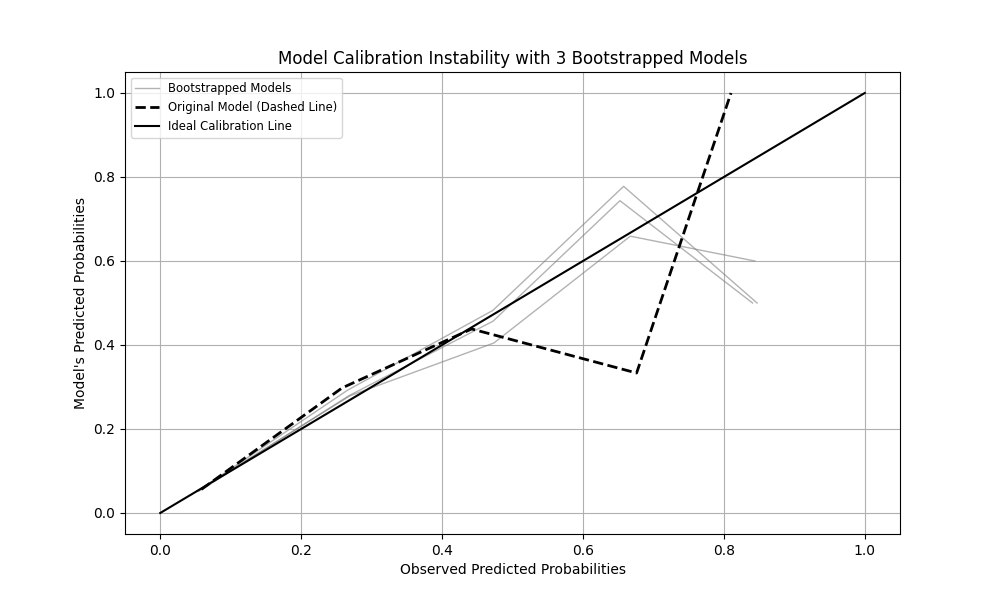 Model Calibration Instability with 3 Bootstrapped Models
Bootstrapped Models
Original Model (Dashed Line)
Ideal Calibration Line
Model's Predicted Probabilities
1.0
0.8
0.6
0.4
0.2
0.0
0.0 0.2 0.4 0.6 0.8 1.0
Observed Predicted Probabilities